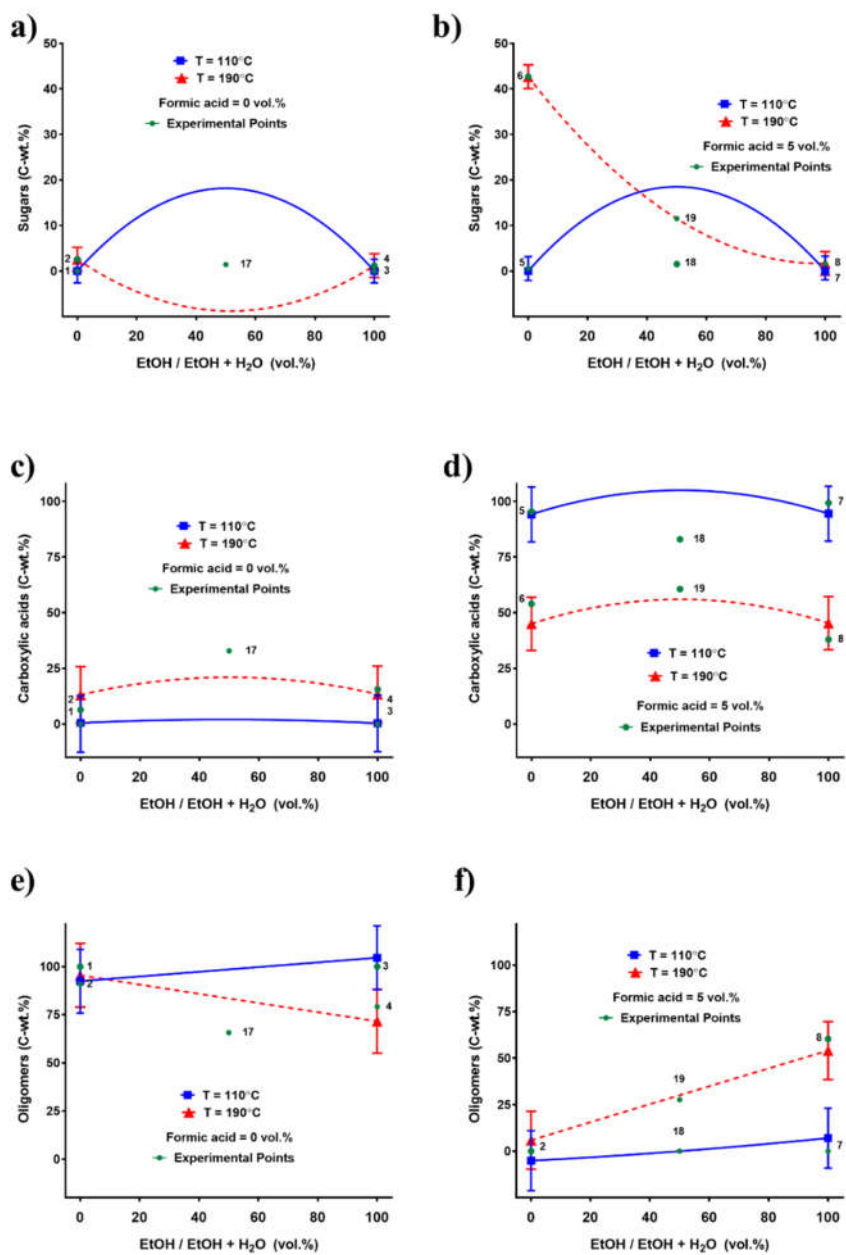 a)
50
40
30
20
10
0
Sugars (C-wt.%)
T = 110°C
T = 190°C
Formic acid = 0 vol.%
Experimental Points
2
1
17
4
3
0 20 40 60 80 100
EtOH / EtOH + H₂O (vol.%)
b)
50
40
30
20
10
0
Sugars (C-wt.%)
6
T = 110°C
T = 190°C
Formic acid = 5 vol.%
Experimental Points
19
18
5
8
7
0 20 40 60 80 100
EtOH / EtOH + H₂O (vol.%)
c)
100
75
50
25
0
Carboxylic acids (C-wt.%)
T = 110°C
T = 190°C
Formic acid = 0 vol.%
Experimental Points
17
2
1
4
3
0 20 40 60 80 100
EtOH / EtOH + H₂O (vol.%)
d)
100
75
50
25
0
Carboxylic acids (C-wt.%)
5
7
18
19
6
8
T = 110°C
T = 190°C
Formic acid = 5 vol.%
Experimental Points
0 20 40 60 80 100
EtOH / EtOH + H₂O (vol.%)
e)
100
75
50
25
0
Oligomers (C-wt.%)
1
2
3
4
17
T = 110°C
T = 190°C
Formic acid = 0 vol.%
Experimental Points
0 20 40 60 80 100
EtOH / EtOH + H₂O (vol.%)
f)
100
75
50
25
0
Oligomers (C-wt.%)
T = 110°C
T = 190°C
Formic acid = 5 vol.%
Experimental Points
8
19
18
2
7
0 20 40 60 80 100
EtOH / EtOH + H₂O (vol.%)